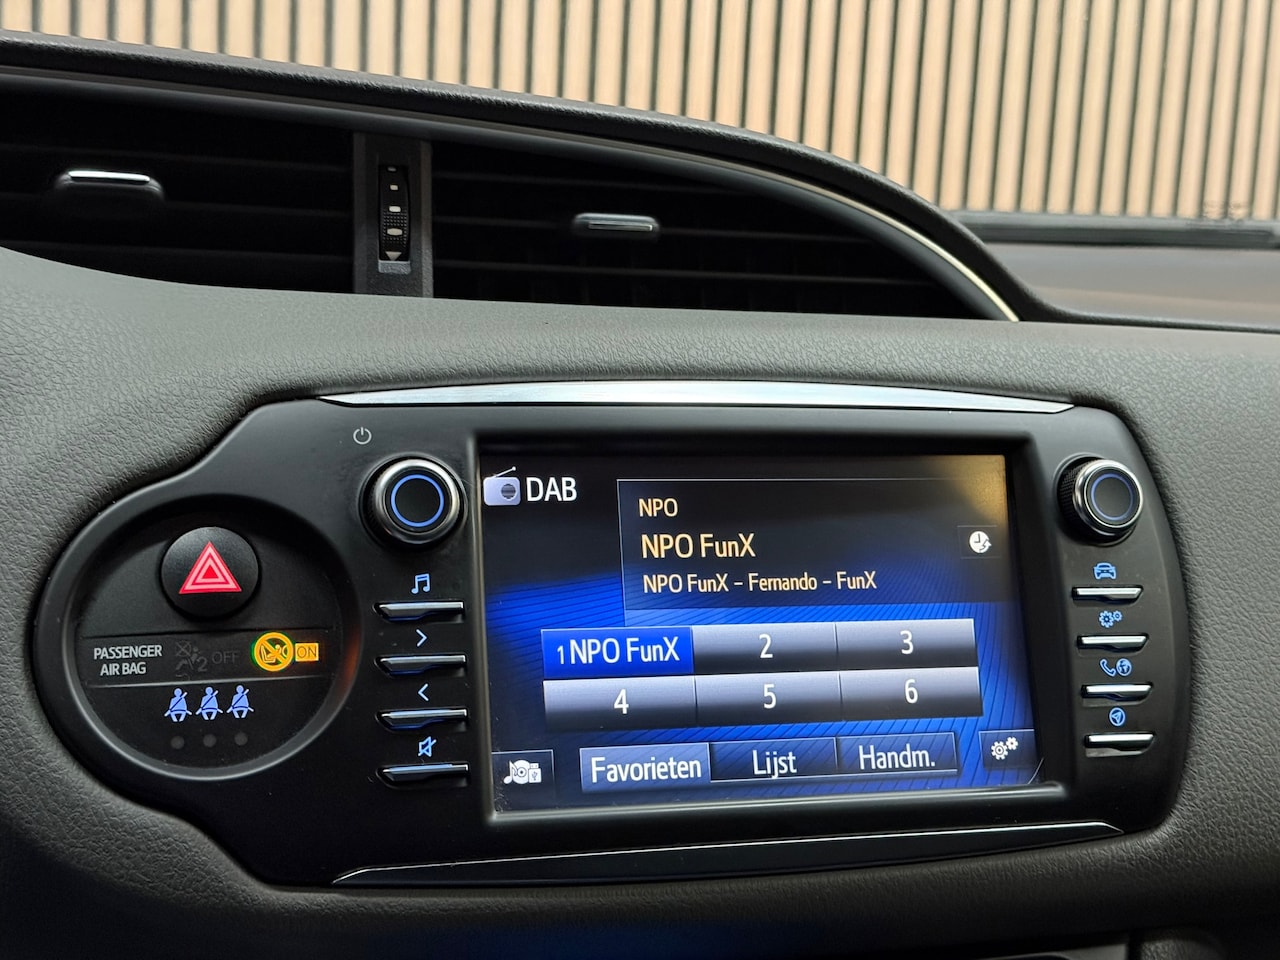 DAB
NPO
NPO FunX
NPO FunX - Fernando - FunX
1 NPO FunX 2 3
4 5 6
Favorieten Lijst Handm.
PASSENGER
AIR BAG
2 OFF ON